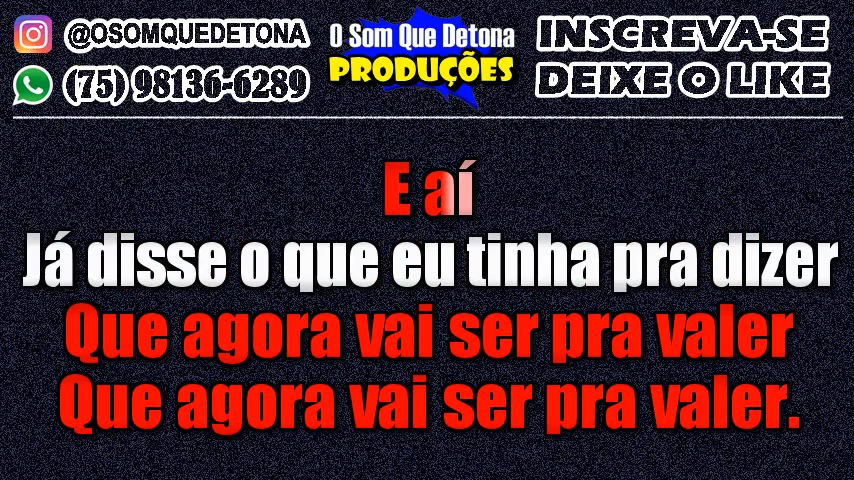 @OSOMQUEDETONA
(75) 98136-6289
O Som Que Detona
PRODUÇÕES
INSCREVA-SE
DEIXE O LIKE
E aí
Já disse o que eu tinha pra dizer
Que agora vai ser pra valer
Que agora vai ser pra valer.